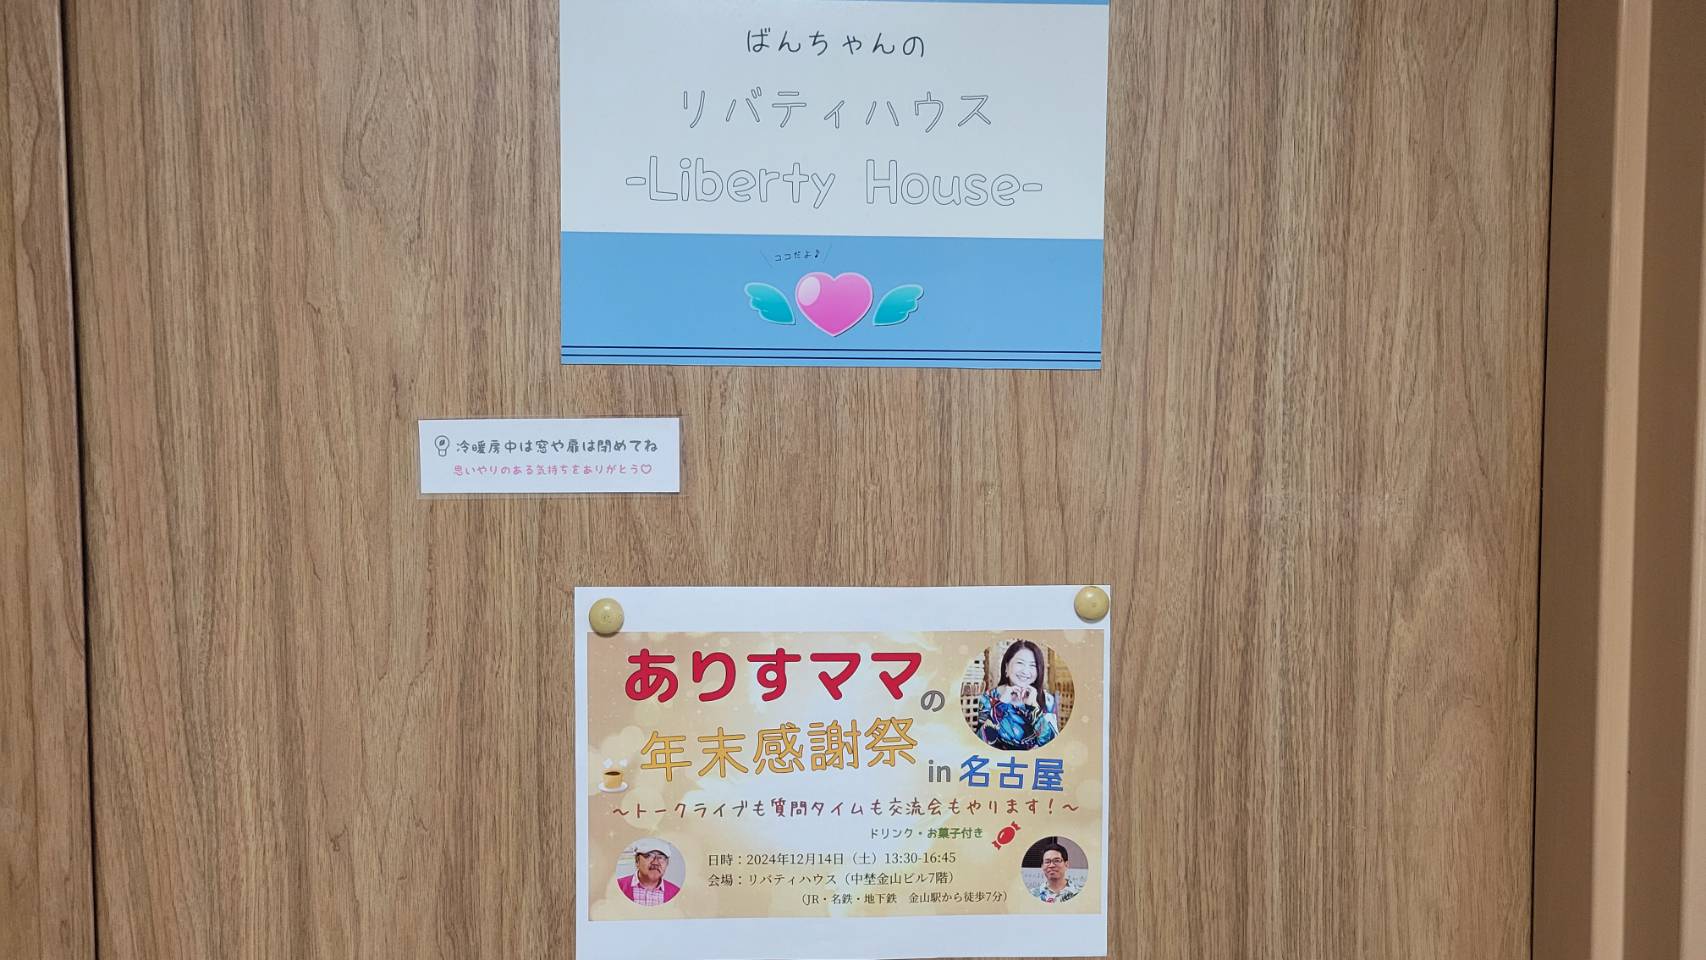 ばんちゃんの
リバティハウス
-Liberty House-
ココだよ♪
冷暖房中は窓や扉は閉めてね
思いやりのある気持ちをありがとう♡
ありすママの
年末感謝祭
in 名古屋
～トークライブも質問タイムも交流会もやります！～
ドリンク・お菓子付き
日時：2024年12月14日（土）13:30-16:45
会場：リバティハウス（中埜金山ビル7階）
（JR・名鉄・地下鉄　金山駅から徒歩7分）